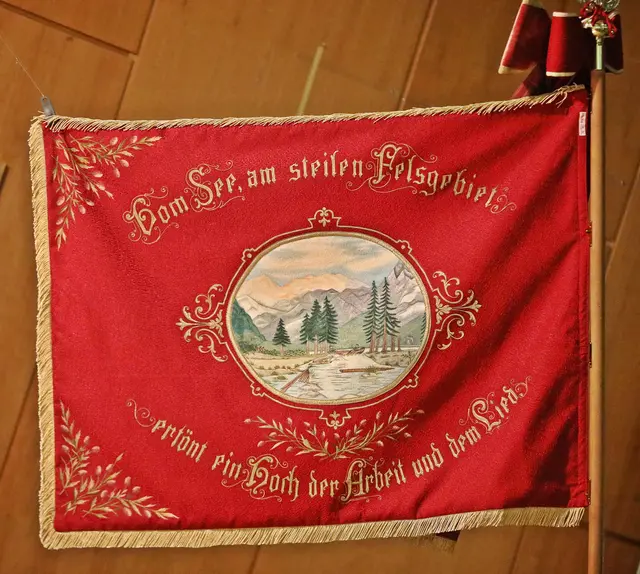 Vom See, am steilen Felsgebiet
ertönt ein Hoch der Arbeit und dem Lied